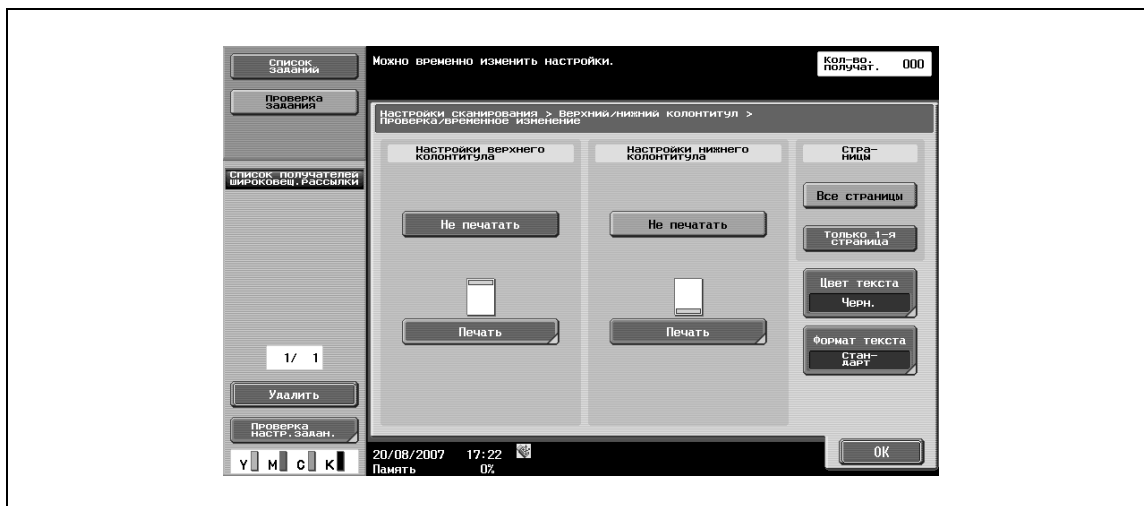 Список
заданий
Проверка
задания
Список получателей
широковещ.рассылки
1/ 1
Удалить
Проверка
настр.задан.
Y M C K
Можно временно изменить настройки.
Кол-во.
получат. 000
Настройки сканирования > Верхний/нижний колонтитул >
Проверка/временное изменение
Настройки верхнего
колонтитула
Не печатать
Печать
Настройки нижнего
колонтитула
Не печатать
Печать
Стра-
ницы
Все страницы
Только 1-я
страница
Цвет текста
Черн.
Формат текста
Стан-
дарт
20/08/2007 17:22
Память 0%
OK